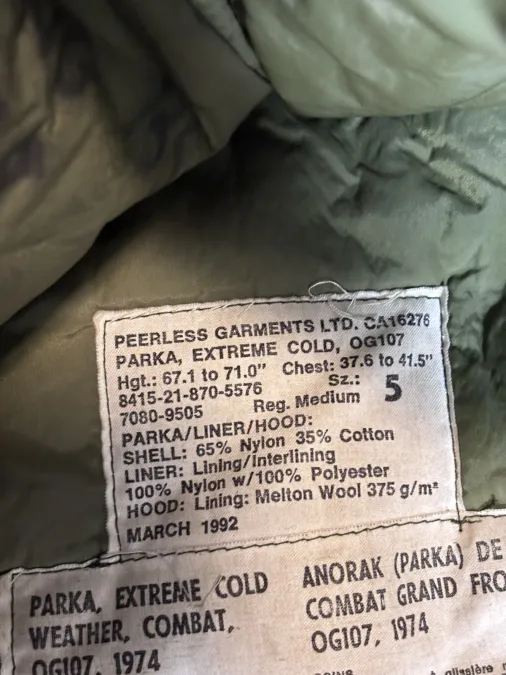 PEERLESS GARMENTS LTD. CA16276
PARKA, EXTREME COLD, OG107
Hgt.: 67.1 to 71.0" Chest: 37.6 to 41.5"
8415-21-870-5576 Sz.: 5
7080-9505 Reg. Medium
PARKA/LINER/HOOD:
SHELL: 65% Nylon 35% Cotton
LINER: Lining/Interlining
100% Nylon w/100% Polyester
HOOD: Lining: Melton Wool 375 g/m²
MARCH 1992
PARKA, EXTREME COLD
WEATHER, COMBAT,
OG107, 1974
ANORAK (PARKA) DE
COMBAT GRAND FRO
OG107, 1974
à glissière